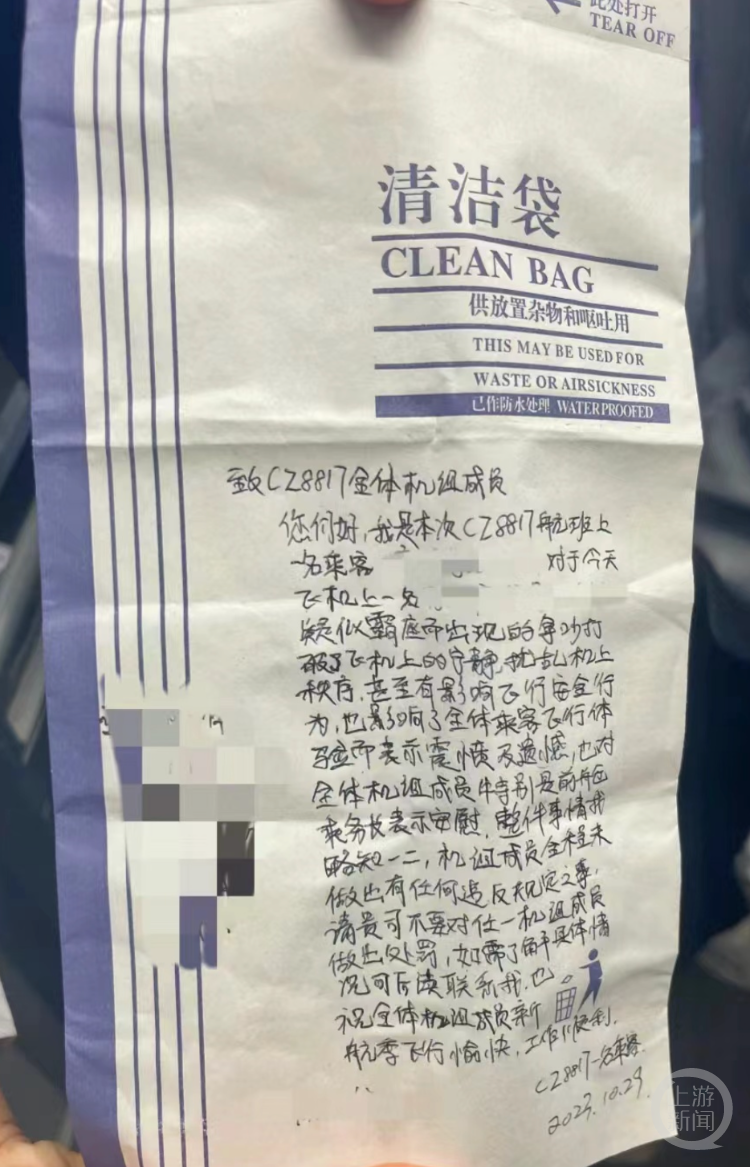 此处打开
TEAR OFF
清洁袋
CLEAN BAG
供放置杂物和呕吐用
THIS MAY BE USED FOR
WASTE OR AIRSICKNESS
已作防水处理 WATERPROOFED
致CZ8817全体机组成员
您们好,我是本次CZ8817航班上
一名乘客 对于今天
飞机上一名
疑似霸座而出现的争吵打
破了飞机上的宁静,扰乱机上
秩序,甚至有影响飞行安全行
为,也影响了全体乘客飞行体
验而表示震愤及遗憾,也对
全体机组成员特别是前舱
乘务长表示安慰,整件事情我
略知一二,机组成员全程未
做出有任何违反规定之事,
请贵司不要对任一机组成员
做出处罚,如需了解具体情
况可后续联系我,也
祝全体机组成员新
航季飞行愉快,工作顺利.
CZ8817一名乘客.
2023.10.29.
上游
新闻